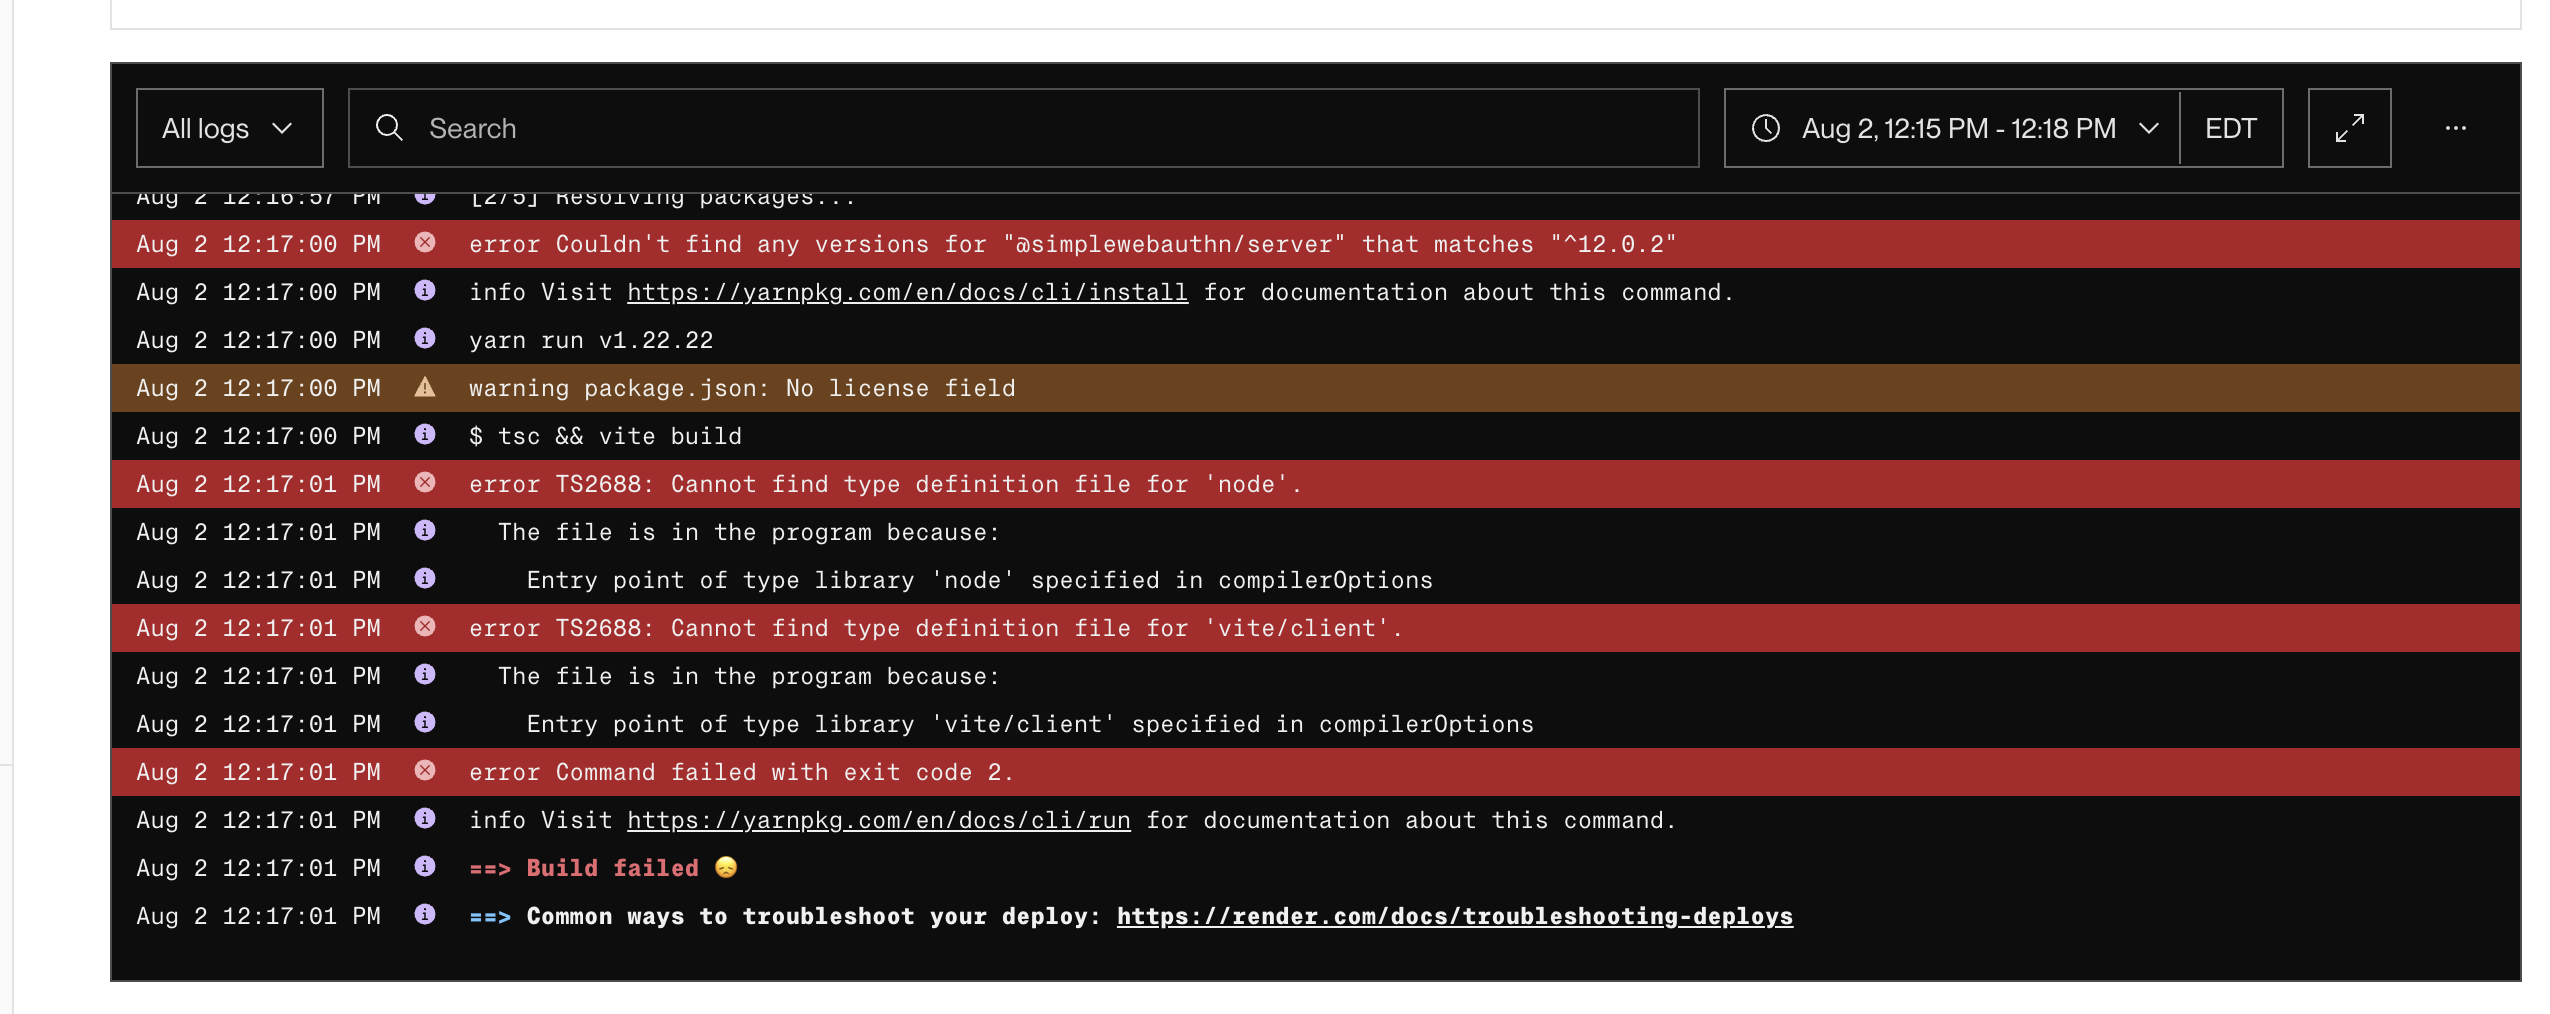 All logs
Search
Aug 2, 12:15 PM - 12:18 PM
EDT
Aug 2 12:16:57 PM [2/5] Resolving packages...
Aug 2 12:17:00 PM error Couldn't find any versions for "@simplewebauthn/server" that matches "^12.0.2"
Aug 2 12:17:00 PM info Visit https://yarnpkg.com/en/docs/cli/install for documentation about this command.
Aug 2 12:17:00 PM yarn run v1.22.22
Aug 2 12:17:00 PM warning package.json: No license field
Aug 2 12:17:00 PM $ tsc && vite build
Aug 2 12:17:01 PM error TS2688: Cannot find type definition file for 'node'.
Aug 2 12:17:01 PM The file is in the program because:
Aug 2 12:17:01 PM Entry point of type library 'node' specified in compilerOptions
Aug 2 12:17:01 PM error TS2688: Cannot find type definition file for 'vite/client'.
Aug 2 12:17:01 PM The file is in the program because:
Aug 2 12:17:01 PM Entry point of type library 'vite/client' specified in compilerOptions
Aug 2 12:17:01 PM error Command failed with exit code 2.
Aug 2 12:17:01 PM info Visit https://yarnpkg.com/en/docs/cli/run for documentation about this command.
Aug 2 12:17:01 PM ==> Build failed 😞
Aug 2 12:17:01 PM ==> Common ways to troubleshoot your deploy: https://render.com/docs/troubleshooting-deploys